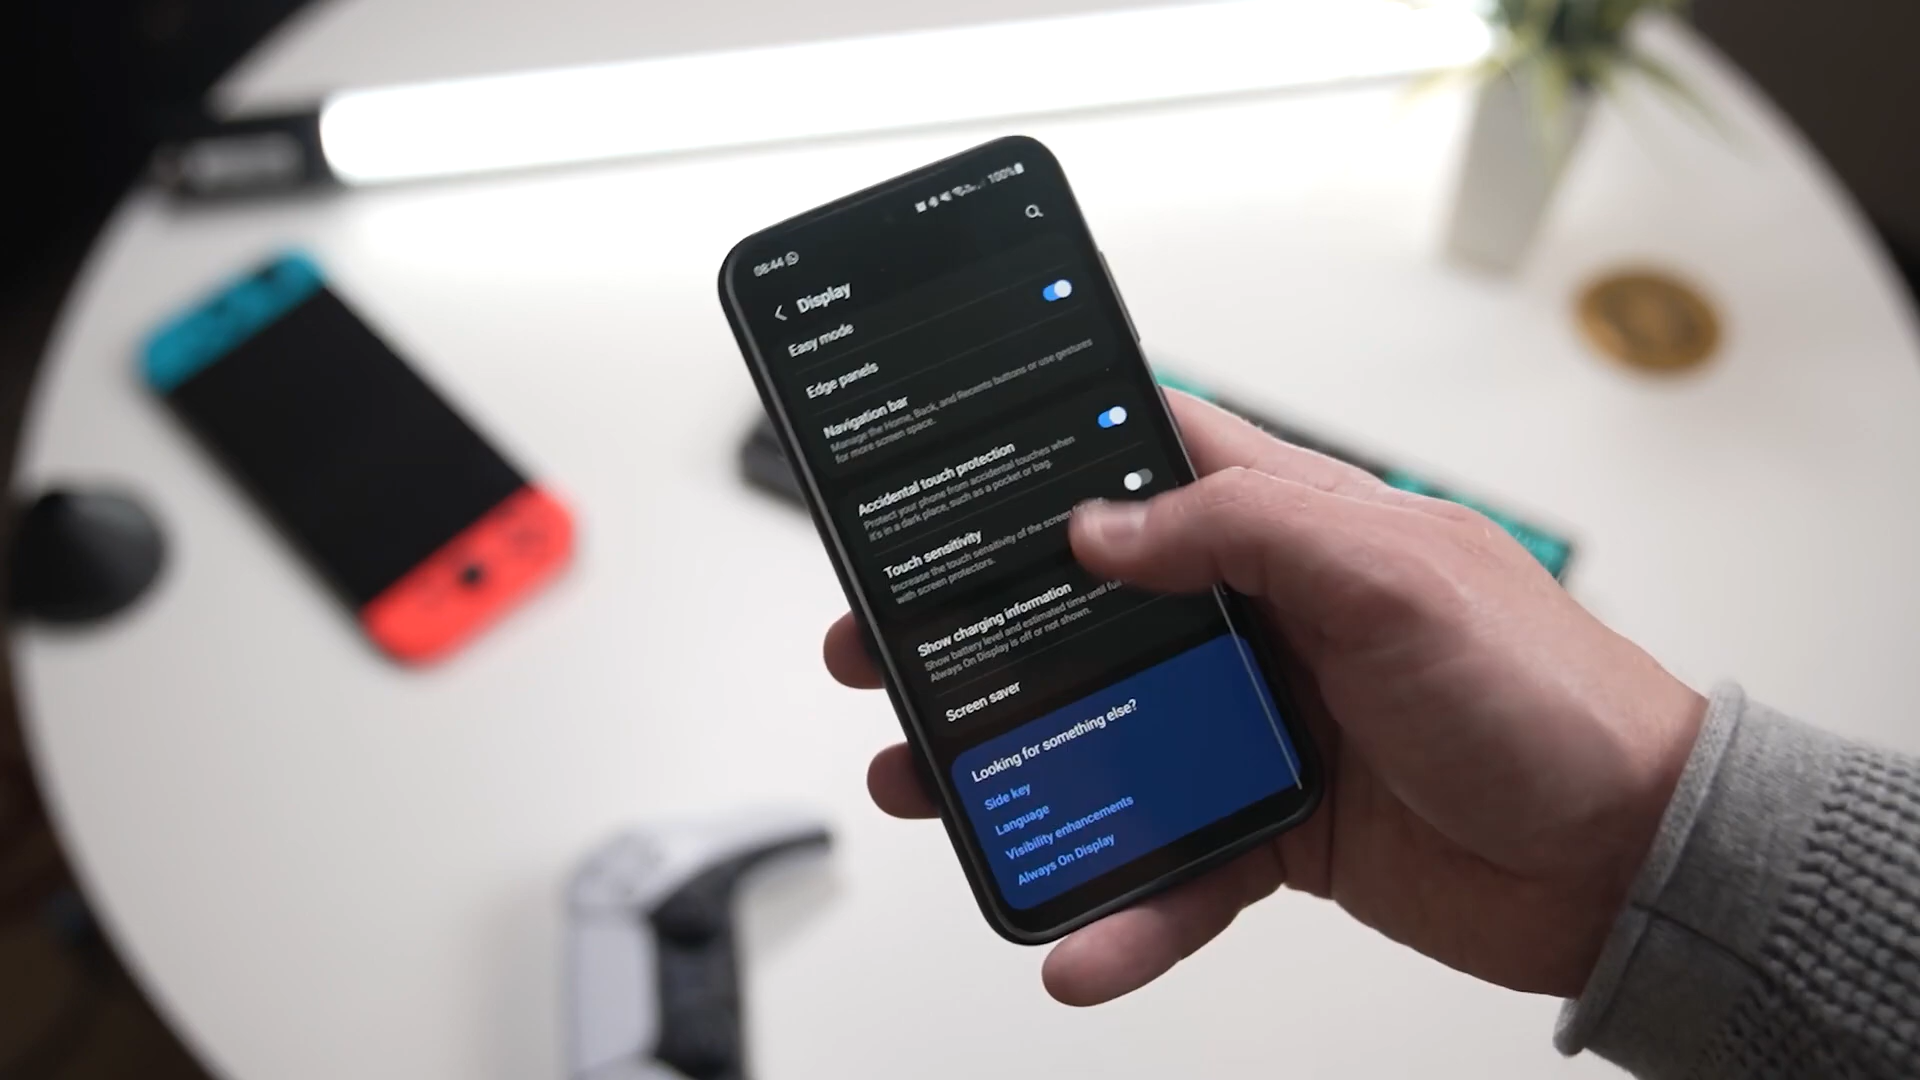 08:44
100%
Display
Easy mode
Edge panels
Navigation bar
Manage the Home, Back, and Recents buttons or use gestures
for more screen space.
Accidental touch protection
Protect your phone from accidental touches when
it's in a dark place, such as a pocket or bag.
Touch sensitivity
Increase the touch sensitivity of the screen
with screen protectors.
Show charging information
Show battery level and estimated time until
Always On Display is off or not shown.
Screen saver
Looking for something else?
Side key
Language
Visibility enhancements
Always On Display